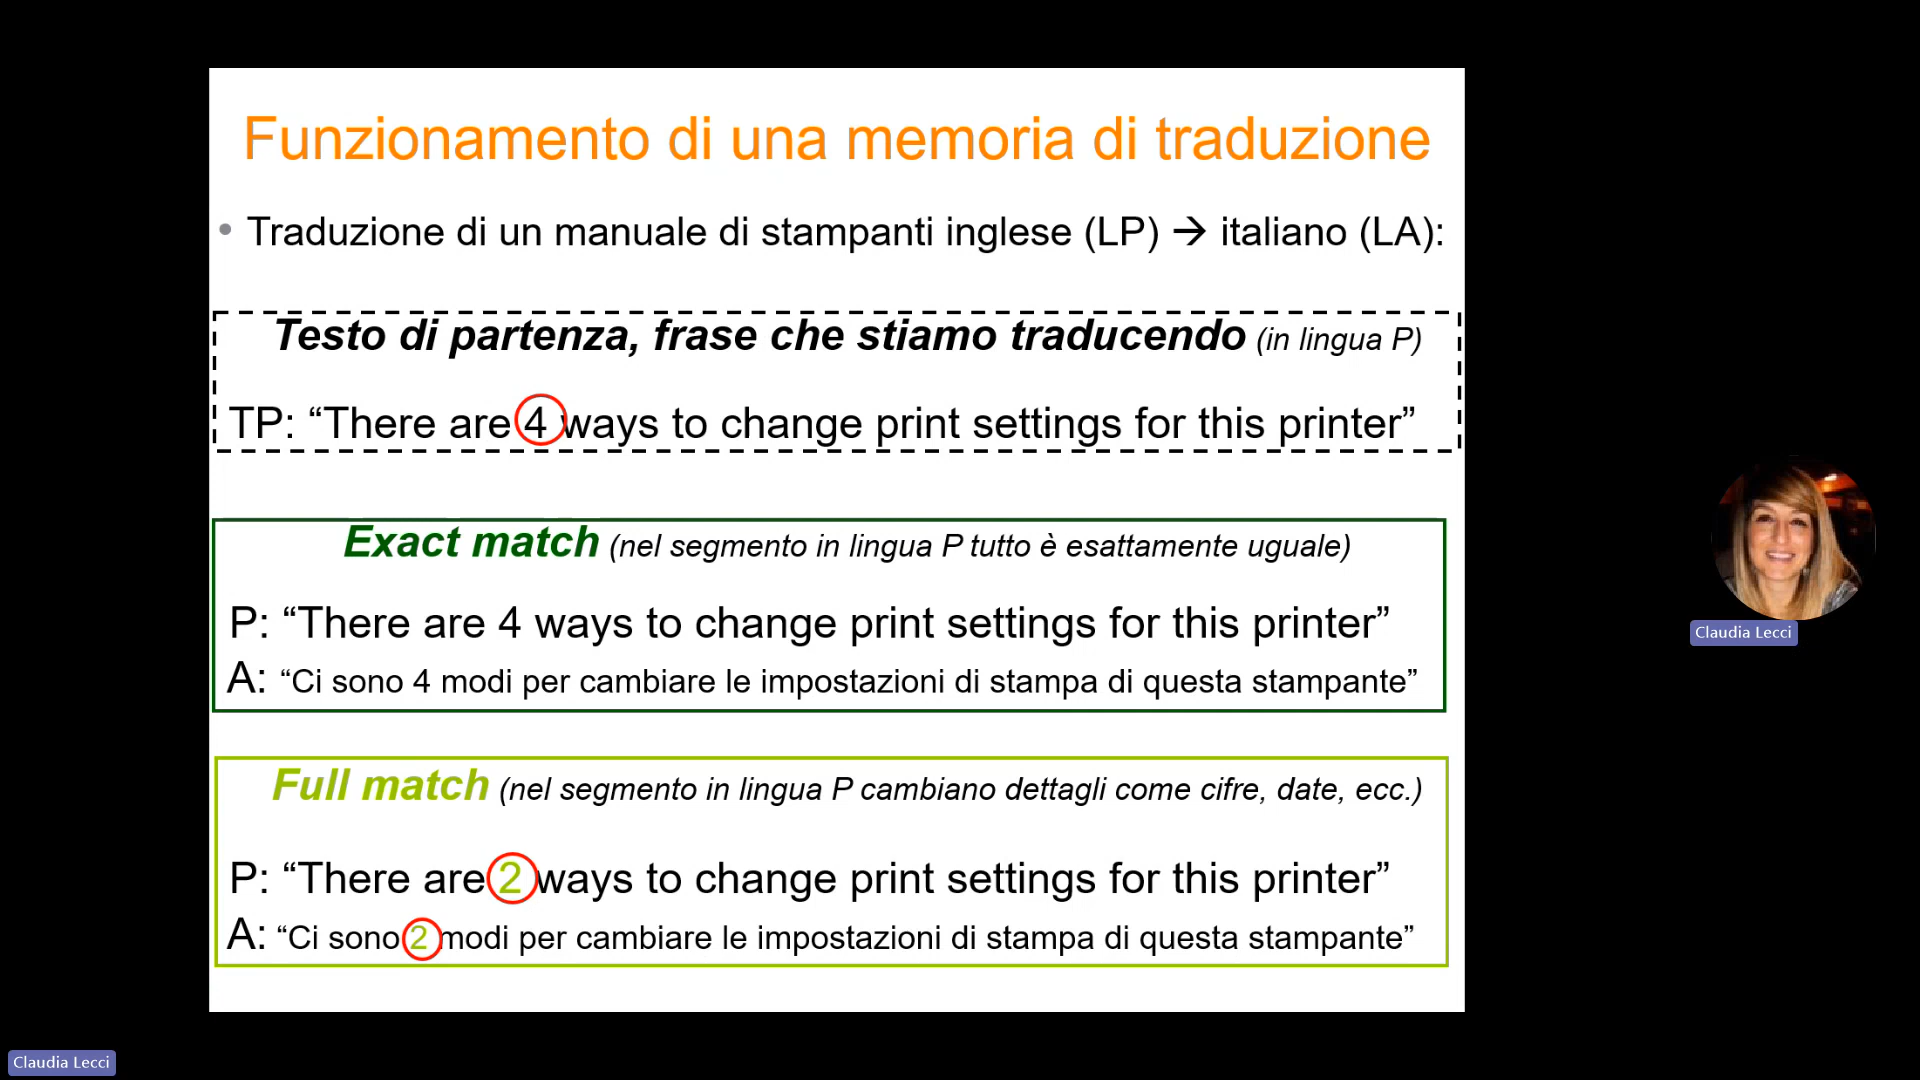 Funzionamento di una memoria di traduzione
• Traduzione di un manuale di stampanti inglese (LP) → italiano (LA):
Testo di partenza, frase che stiamo traducendo (in lingua P)
TP: “There are 4 ways to change print settings for this printer”
Exact match (nel segmento in lingua P tutto è esattamente uguale)
P: “There are 4 ways to change print settings for this printer”
A: “Ci sono 4 modi per cambiare le impostazioni di stampa di questa stampante”
Full match (nel segmento in lingua P cambiano dettagli come cifre, date, ecc.)
P: “There are 2 ways to change print settings for this printer”
A: “Ci sono 2 modi per cambiare le impostazioni di stampa di questa stampante”
Claudia Lecci
Claudia Lecci